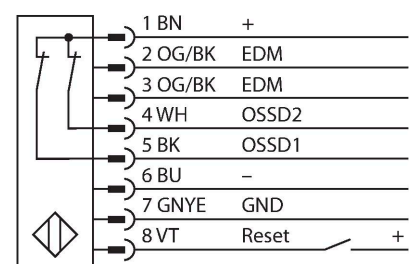 1 BN +
2 OG/BK EDM
3 OG/BK EDM
4 WH OSSD2
5 BK OSSD1
6 BU –
7 GNYE GND
8 VT Reset +